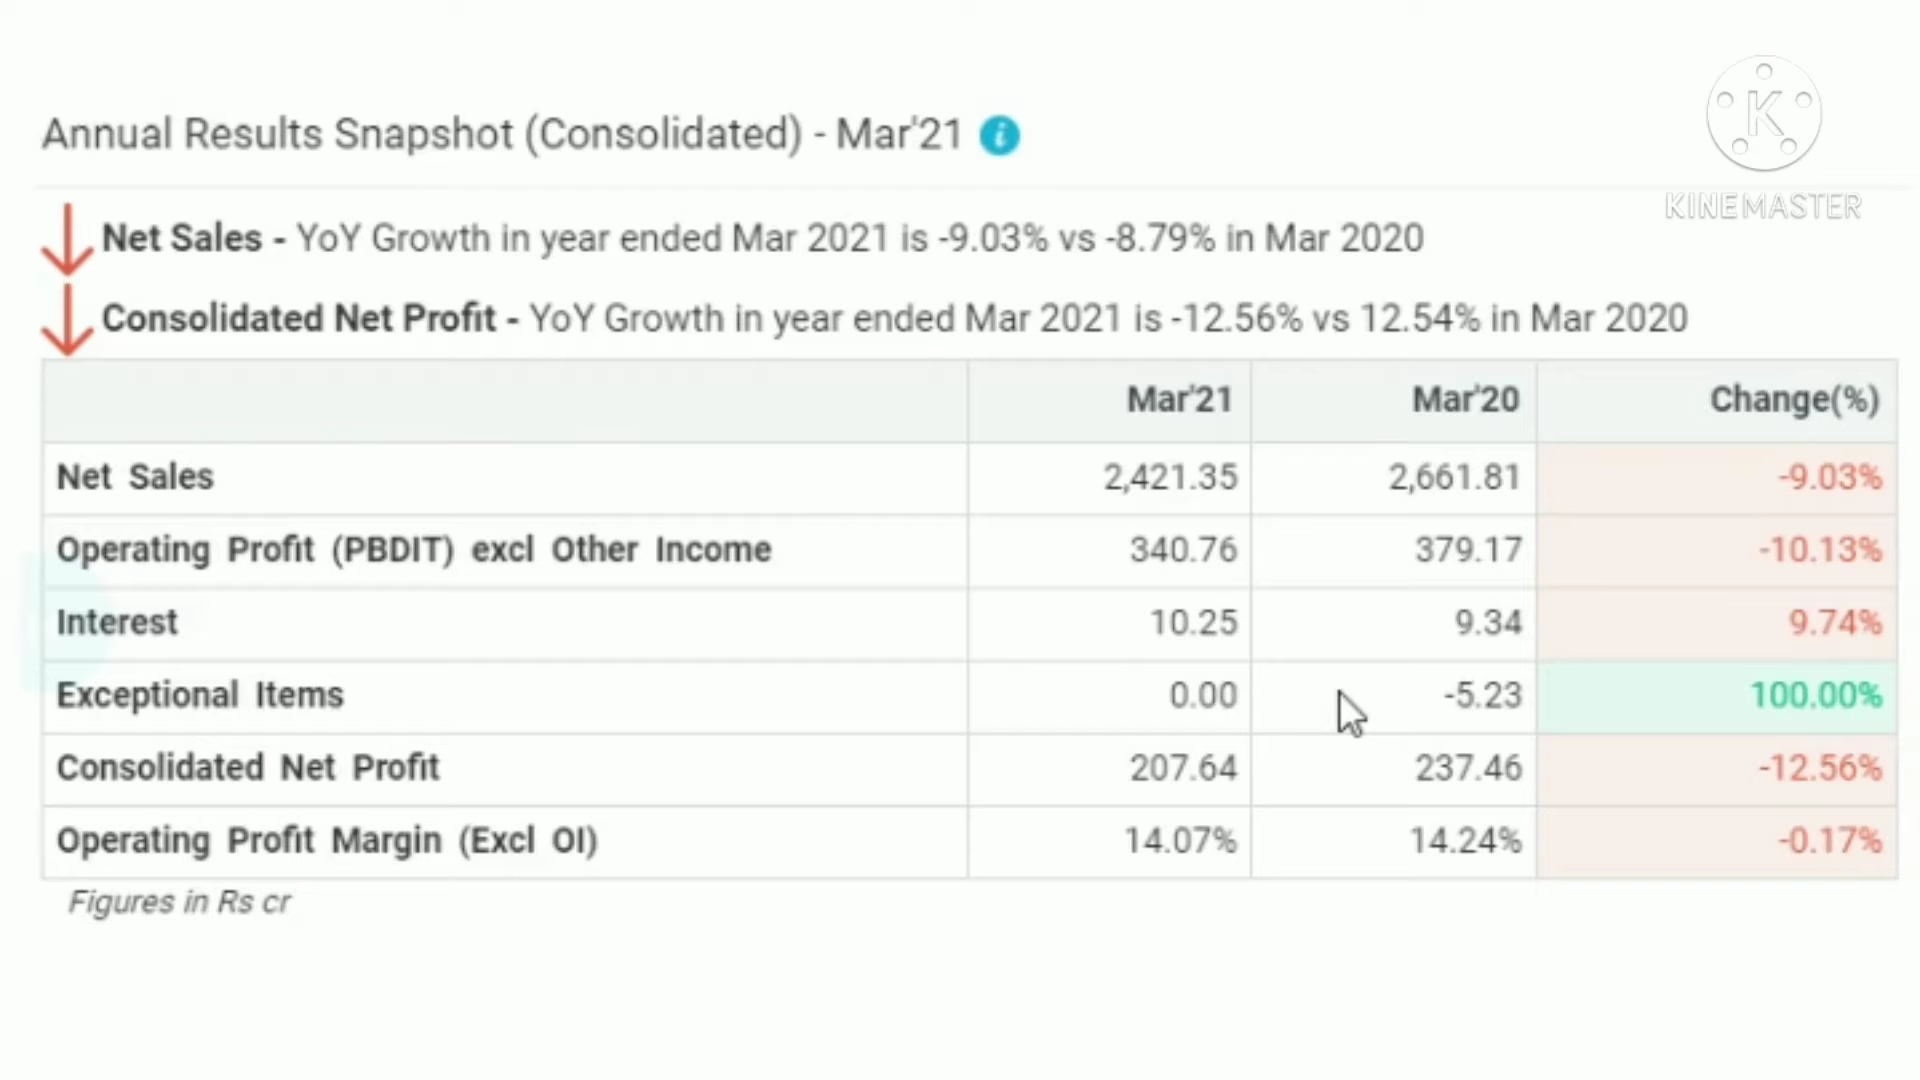 K
KINEMASTER
Annual Results Snapshot (Consolidated) - Mar'21 i
Net Sales - YoY Growth in year ended Mar 2021 is -9.03% vs -8.79% in Mar 2020
Consolidated Net Profit - YoY Growth in year ended Mar 2021 is -12.56% vs 12.54% in Mar 2020
Mar'21 Mar'20 Change(%)
Net Sales 2,421.35 2,661.81 -9.03%
Operating Profit (PBDIT) excl Other Income 340.76 379.17 -10.13%
Interest 10.25 9.34 9.74%
Exceptional Items 0.00 -5.23 100.00%
Consolidated Net Profit 207.64 237.46 -12.56%
Operating Profit Margin (Excl OI) 14.07% 14.24% -0.17%
Figures in Rs cr